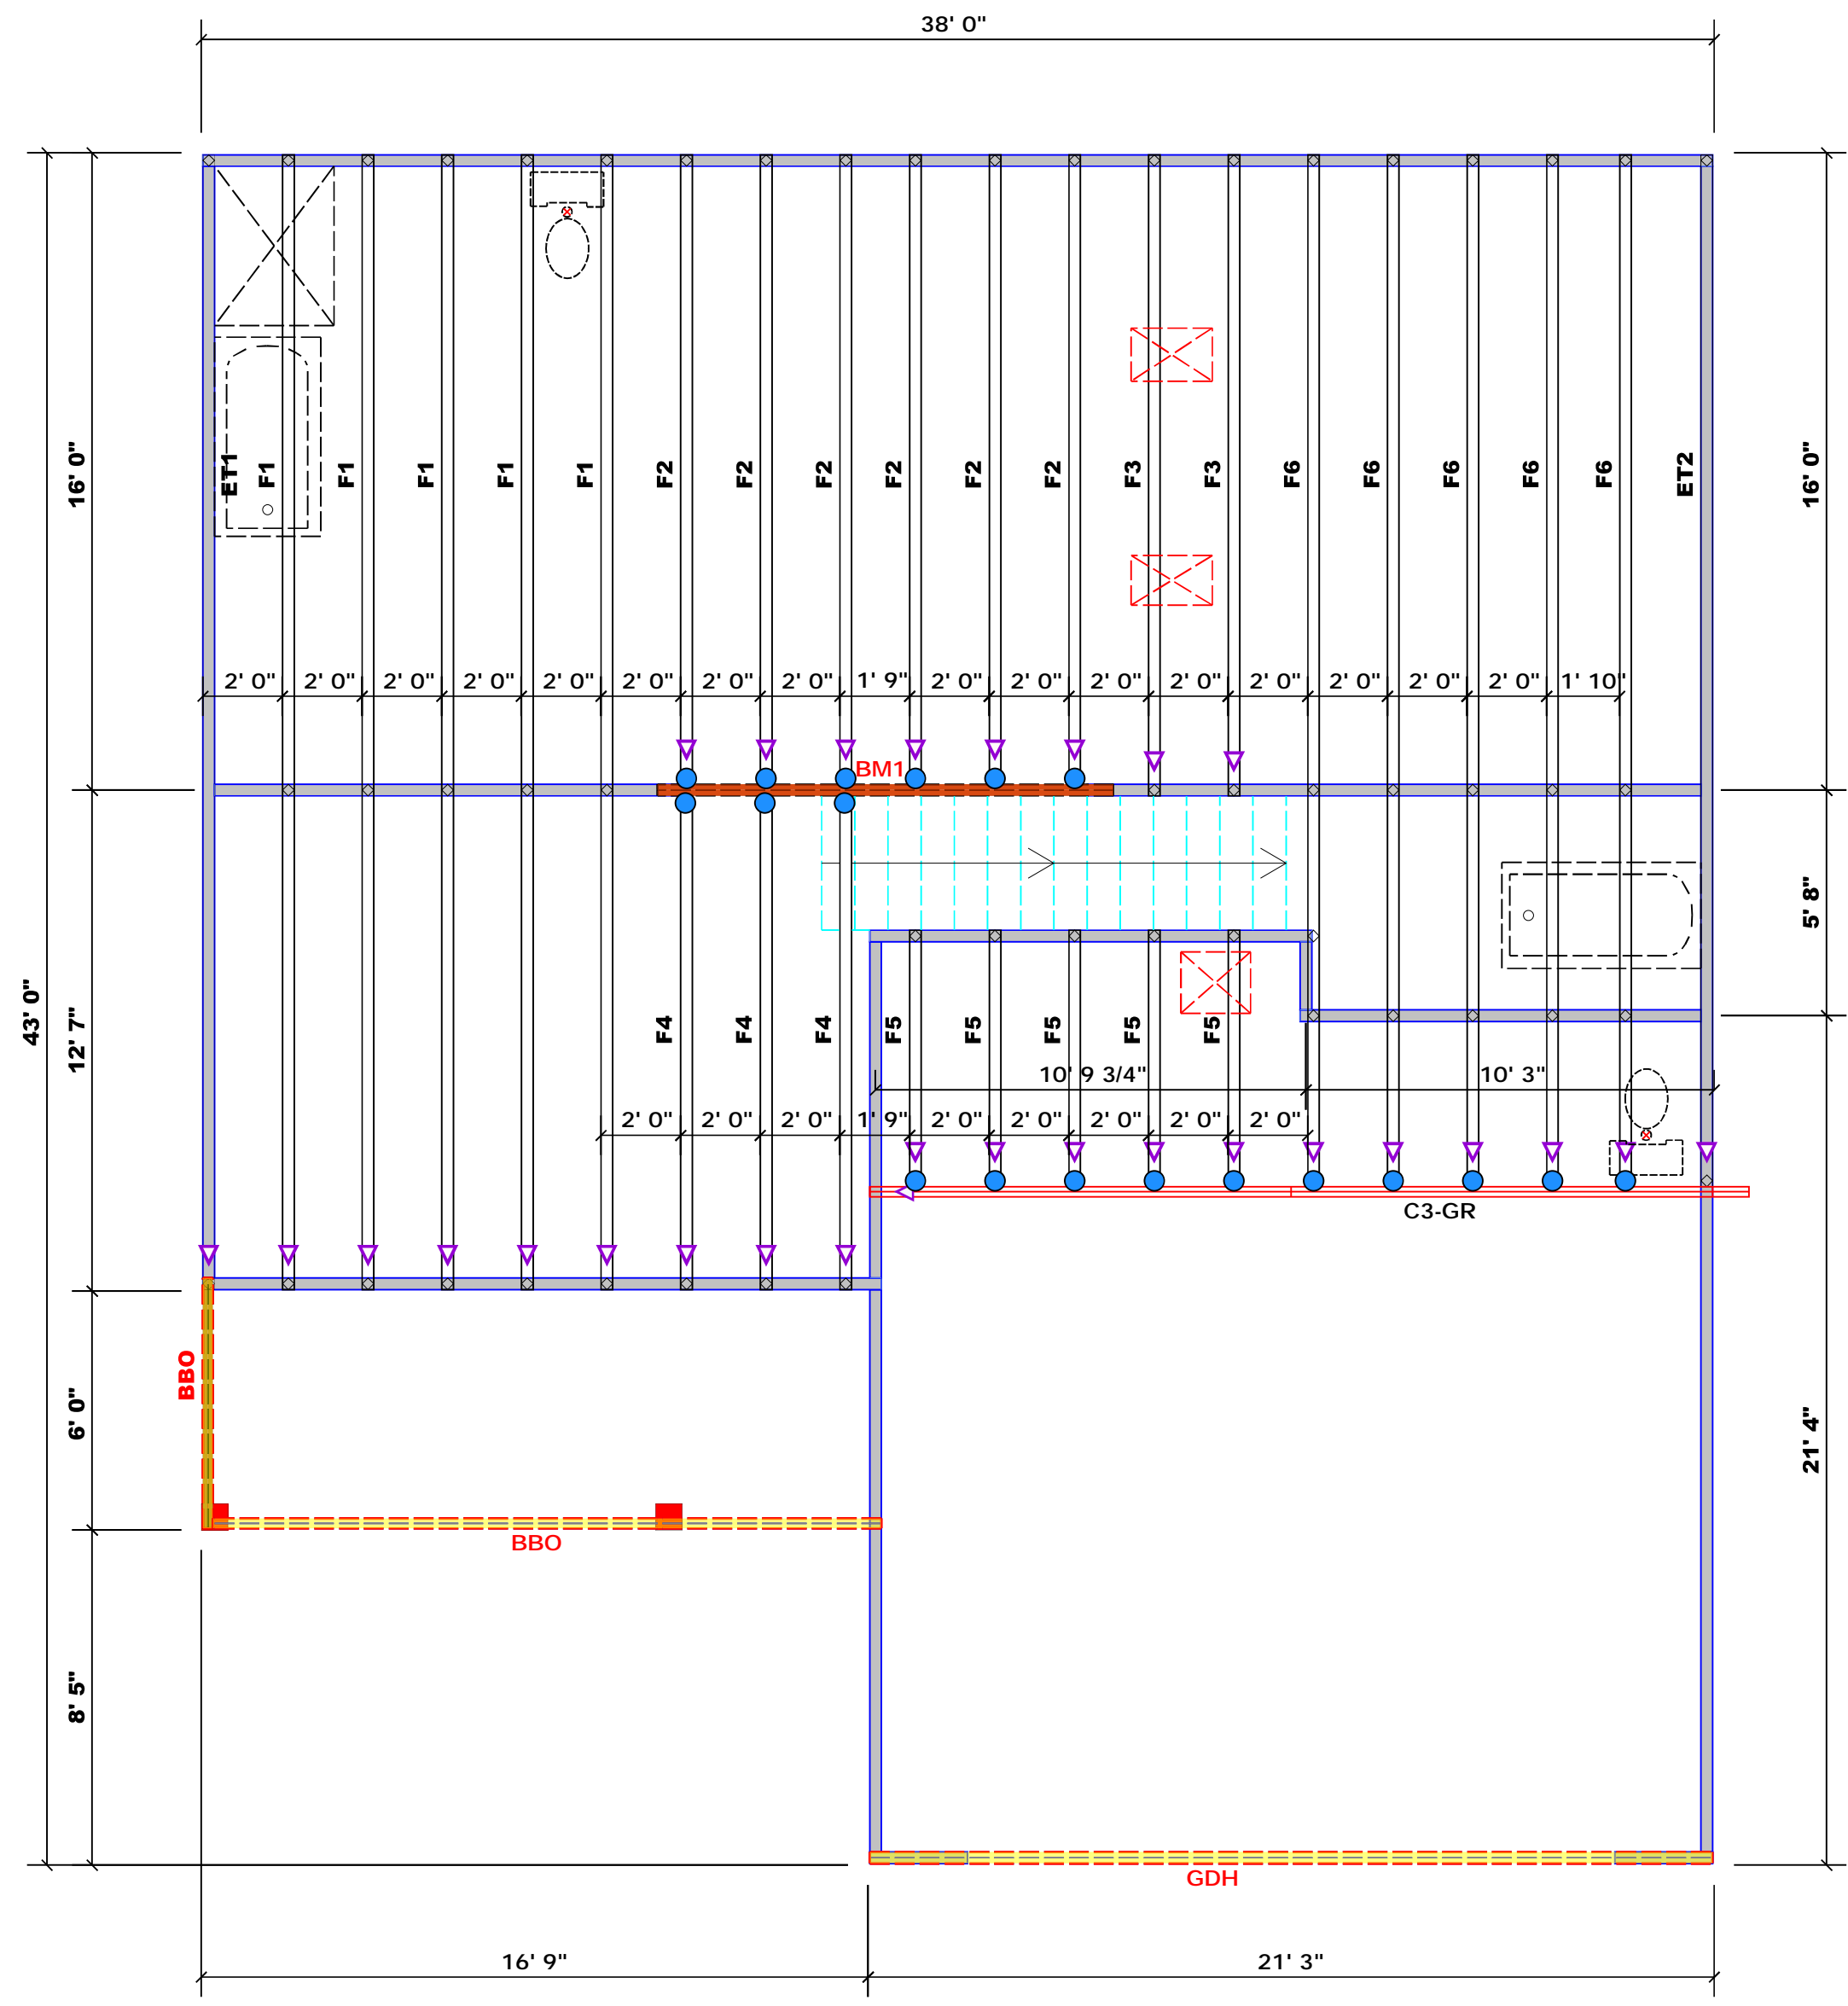 38' 0"
16' 0"
ET1
F1
F1
F1
F1
F1
F2
F2
F2
F2
F2
F2
F3
F3
F6
F6
F6
F6
F6
ET2
16' 0"
2' 0"
2' 0"
2' 0"
2' 0"
2' 0"
2' 0"
2' 0"
2' 0"
1' 9"
2' 0"
2' 0"
2' 0"
2' 0"
2' 0"
2' 0"
2' 0"
2' 0"
1' 10"
BM1
5' 8"
43' 0"
12' 7"
F4
F4
F4
F5
F5
F5
F5
F5
10' 9 3/4"
10' 3"
2' 0"
2' 0"
2' 0"
1' 9"
2' 0"
2' 0"
2' 0"
2' 0"
2' 0"
C3-GR
BBO
6' 0"
21' 4"
BBO
8' 5"
GDH
16' 9"
21' 3"